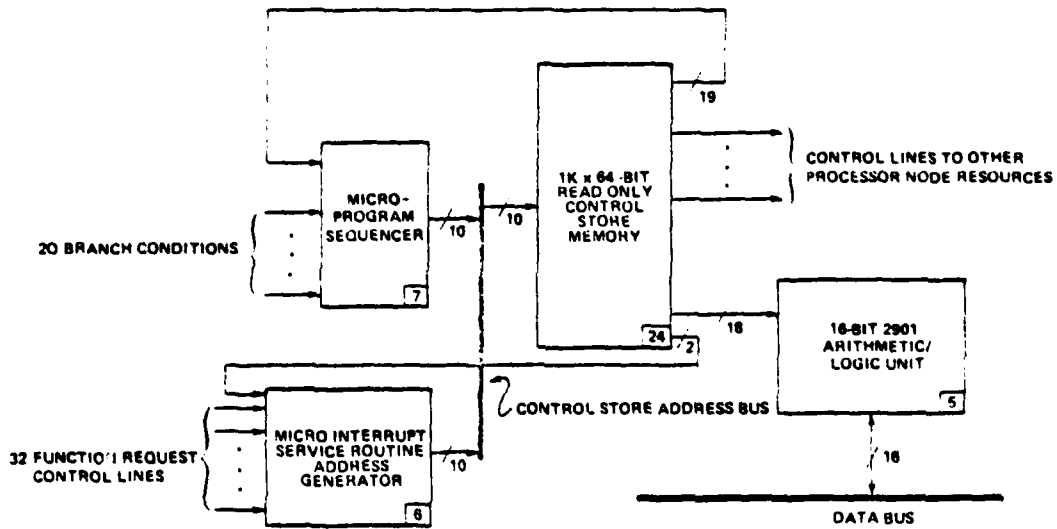 19
CONTROL LINES TO OTHER
PROCESSOR NODE RESOURCES
1K x 64-BIT
READ ONLY
CONTROL
STORE
MEMORY
MICRO-
PROGRAM
SEQUENCER
10
10
20 BRANCH CONDITIONS
7
24
2
18
16-BIT 2901
ARITHMETIC/
LOGIC UNIT
5
CONTROL STORE ADDRESS BUS
32 FUNCTION REQUEST
CONTROL LINES
MICRO INTERRUPT
SERVICE ROUTINE
ADDRESS
GENERATOR
10
6
16
DATA BUS